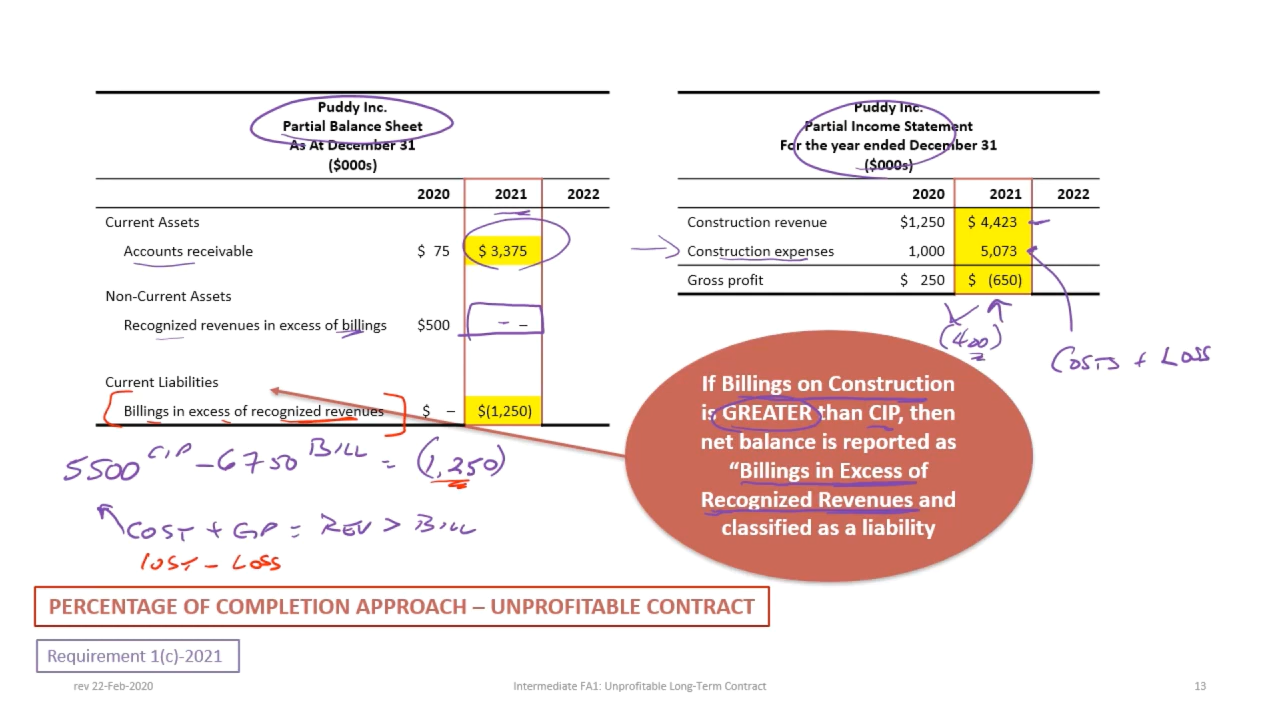 Puddy Inc.
Partial Balance Sheet
As At December 31
($000s)
2020 2021 2022
Current Assets
Accounts receivable $ 75 $ 3,375
Non-Current Assets
Recognized revenues in excess of billings $500 – –
Current Liabilities
Billings in excess of recognized revenues $ – $(1,250)
Puddy Inc.
Partial Income Statement
For the year ended December 31
($000s)
2020 2021 2022
Construction revenue $1,250 $ 4,423
Construction expenses 1,000 5,073
Gross profit $ 250 $ (650)
(400)
COSTS + LOSS
If Billings on Construction
is GREATER than CIP, then
net balance is reported as
“Billings in Excess of
Recognized Revenues and
classified as a liability
5500 CIP – 6750 BILL = (1,250)
COST + GP = REV > BILL
COST – LOSS
PERCENTAGE OF COMPLETION APPROACH – UNPROFITABLE CONTRACT
Requirement 1(c)-2021
rev 22-Feb-2020
Intermediate FA1: Unprofitable Long-Term Contract
13